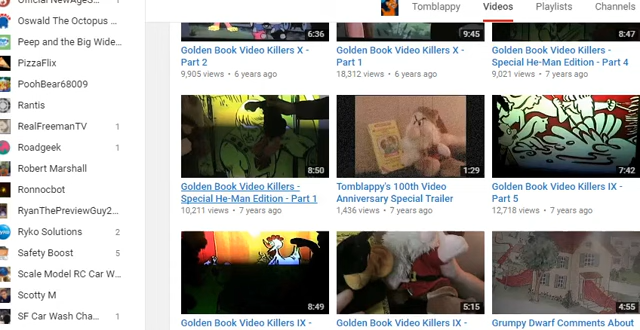 Official NewAgeS...
Oswald The Octopus ...
Peep and the Big Wide...
PizzaFlix
PoohBear68009
Rantis
RealFreemanTV 1
Roadgeek 1
Robert Marshall
Ronnocbot
RyanThePreviewGuy2...
Ryko Solutions 2
Safety Boost 5
Scale Model RC Car W...
Scotty M
SF Car Wash Cha... 1
Tomblappy Videos Playlists Channels
6:36 9:45 8:47
Golden Book Video Killers X -
Part 2
9,905 views • 6 years ago
Golden Book Video Killers X -
Part 1
18,312 views • 6 years ago
Golden Book Video Killers -
Special He-Man Edition - Part 4
9,021 views • 7 years ago
8:50 1:29 7:42
Golden Book Video Killers -
Special He-Man Edition - Part 1
10,211 views • 7 years ago
Tomblappy's 100th Video
Anniversary Special Trailer
1,436 views • 7 years ago
Golden Book Video Killers IX -
Part 5
12,718 views • 7 years ago
8:49 5:15 4:55
Golden Book Video Killers IX -
Golden Book Video Killers IX -
Grumpy Dwarf Comments About